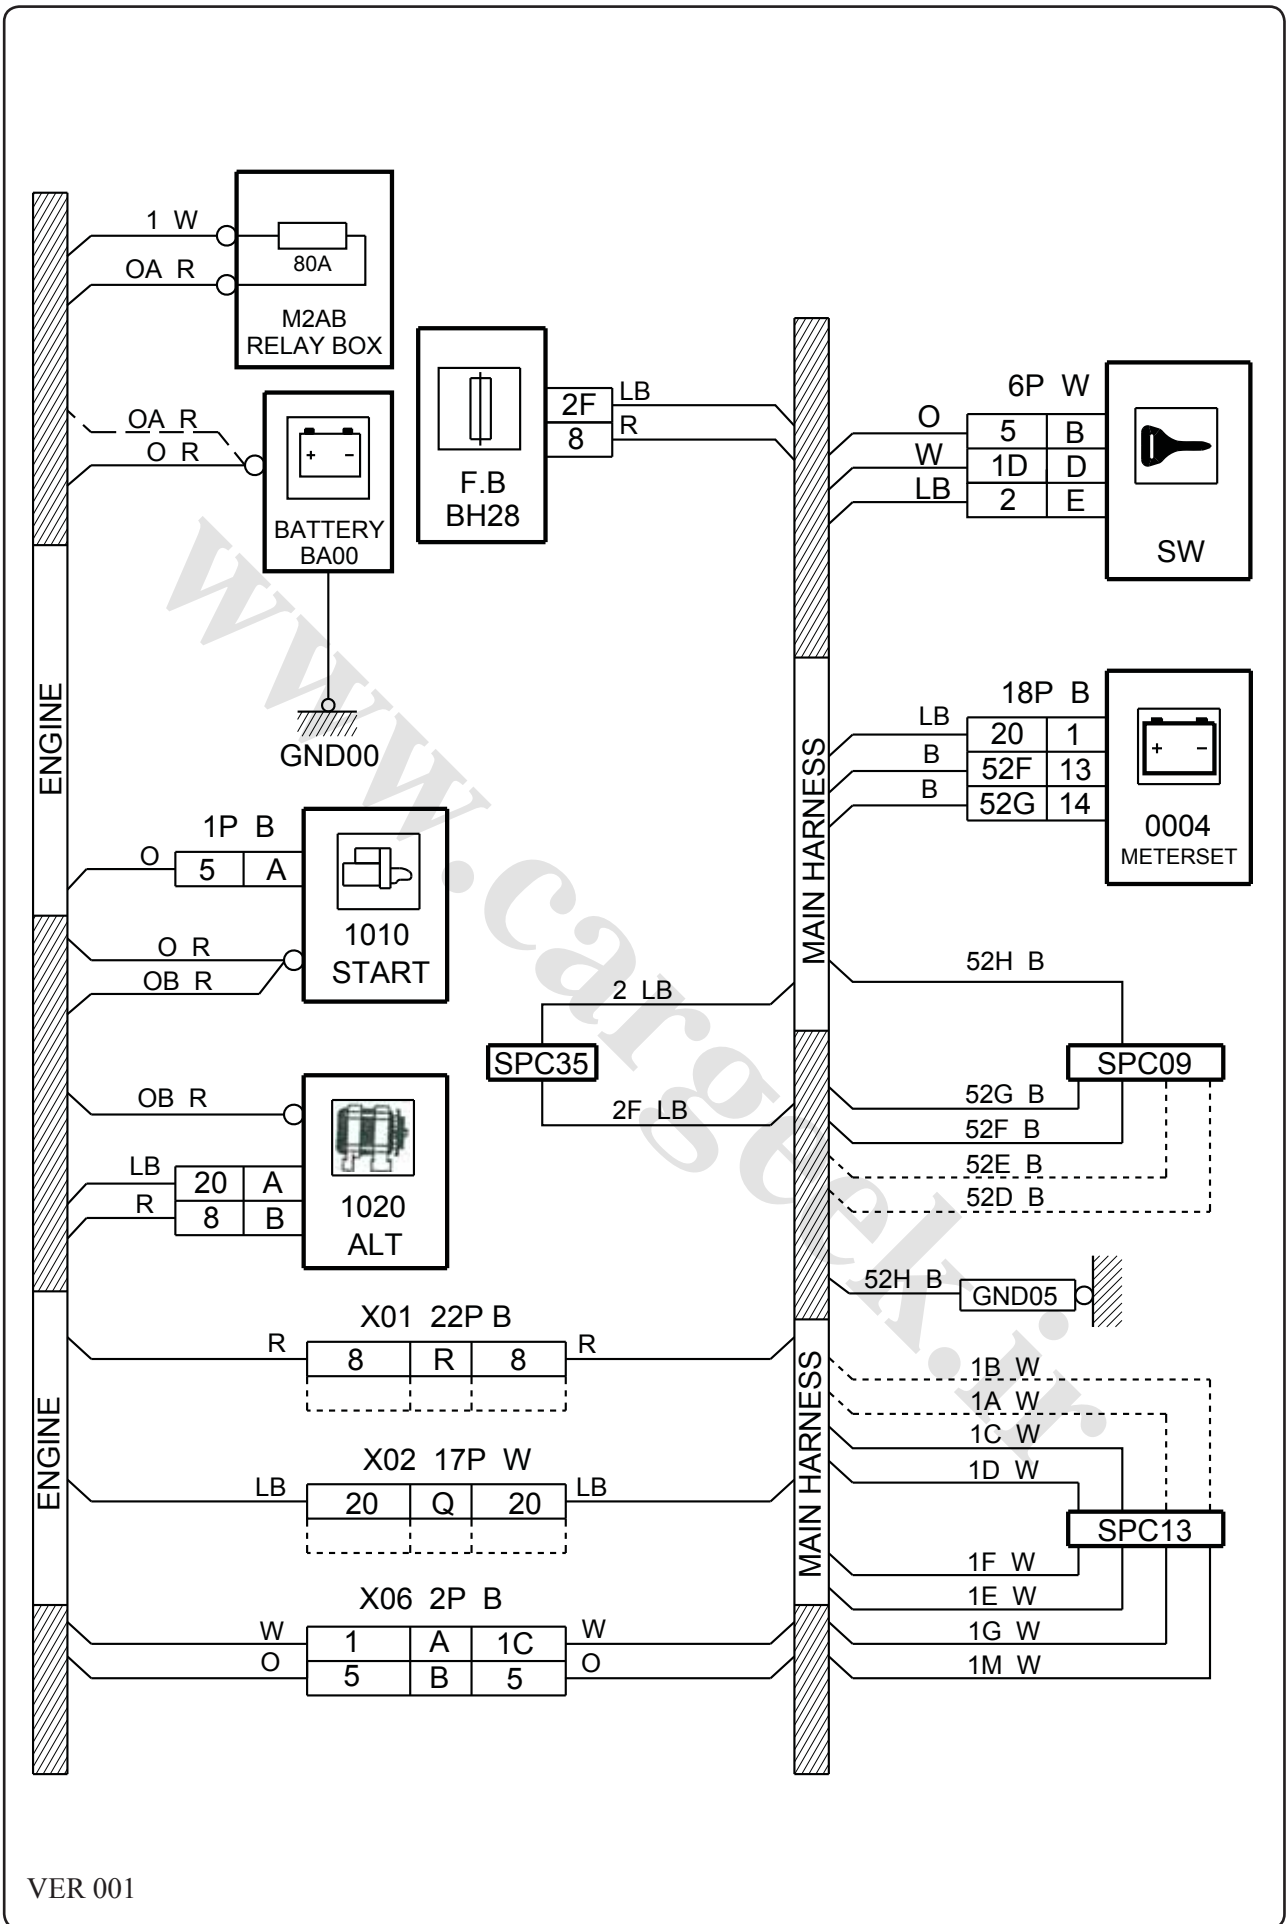 1 W
OA R
80A
M2AB
RELAY BOX
OA R
O R
BATTERY
BA00
GND00
2F LB
8 R
F.B
BH28
6P W
O 5 B
W 1D D
LB 2 E
SW
18P B
LB 20 1
B 52F 13
B 52G 14
0004
METERSET
ENGINE
MAIN HARNESS
1P B
O 5 A
1010
START
O R
OB R
2 LB
SPC35
2F LB
52H B
SPC09
52G B
52F B
52E B
52D B
OB R
LB 20 A
R 8 B
1020
ALT
52H B GND05
X01 22P B
R 8 R 8 R
X02 17P W
LB 20 Q 20 LB
X06 2P B
W 1 A 1C W
O 5 B 5 O
ENGINE
MAIN HARNESS
1B W
1A W
1C W
1D W
SPC13
1F W
1E W
1G W
1M W
www.cargeek.ir
VER 001